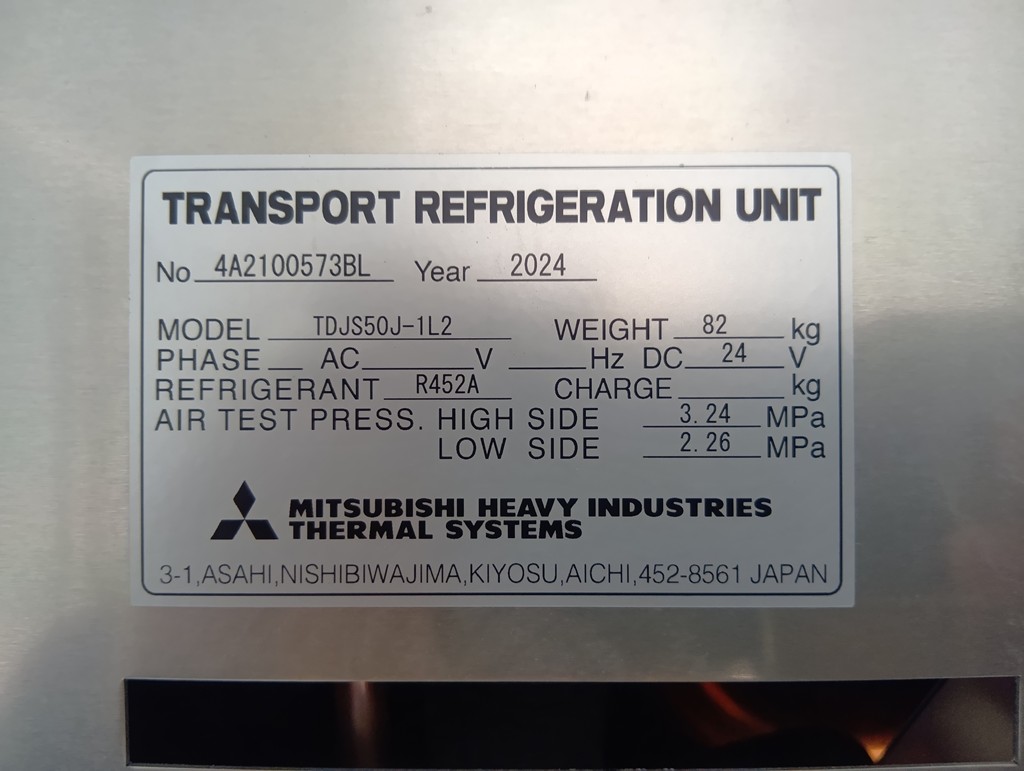 TRANSPORT REFRIGERATION UNIT
No 4A2100573BL Year 2024
MODEL TDJS50J-1L2 WEIGHT 82 kg
PHASE AC V Hz DC 24 V
REFRIGERANT R452A CHARGE kg
AIR TEST PRESS. HIGH SIDE 3.24 MPa
LOW SIDE 2.26 MPa
MITSUBISHI HEAVY INDUSTRIES
THERMAL SYSTEMS
3-1,ASAHI,NISHIBIWAJIMA,KIYOSU,AICHI,452-8561 JAPAN